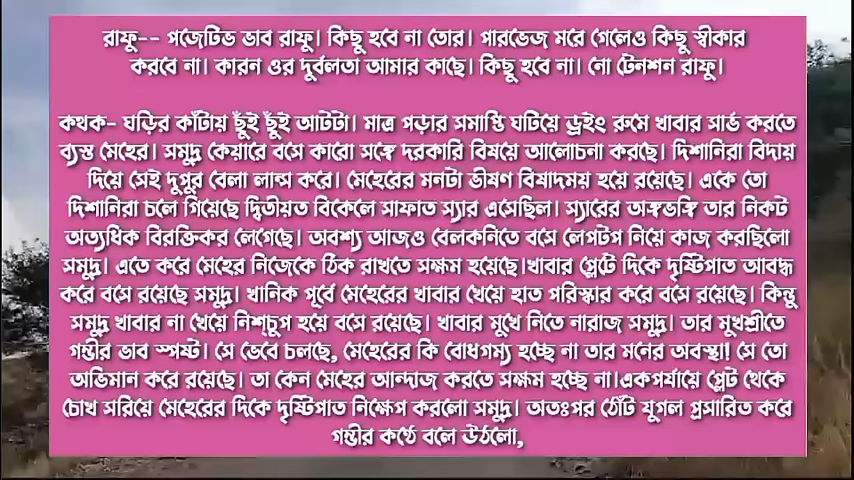 রাফু-- পজেটিভ ভাব রাফু। কিছু হবে না তোর। পারভেজ মরে গেলেও কিছু স্বীকার
করবে না। কারন ওর দুর্বলতা আমার কাছে। কিছু হবে না। নো টেনশন রাফু।
কথক- ঘড়ির কাঁটায় ছুঁই ছুঁই আটটা। মাত্র পড়ার সমাপ্তি ঘটিয়ে ড্রইং রুমে খাবার সার্ভ করতে
ব্যস্ত মেহের। সমুদ্র কেয়ারে বসে কারো সঙ্গে দরকারি বিষয়ে আলোচনা করছে। দিশানিরা বিদায়
দিয়ে সেই দুপুর বেলা লান্স করে। মেহেরের মনটা ভীষণ বিষাদময় হয়ে রয়েছে। একে তো
দিশানিরা চলে গিয়েছে দ্বিতীয়ত বিকেলে সাফাত স্যার এসেছিল। স্যারের অঙ্গভঙ্গি তার নিকট
অত্যধিক বিরক্তিকর লেগেছে। অবশ্য আজও বেলকনিতে বসে লেপটপ নিয়ে কাজ করছিলো
সমুদ্র। এতে করে মেহের নিজেকে ঠিক রাখতে সক্ষম হয়েছে।খাবার প্লেটে দিকে দৃষ্টিপাত আবদ্ধ
করে বসে রয়েছে সমুদ্র। খানিক পূর্বে মেহেরের খাবার খেয়ে হাত পরিস্কার করে বসে রয়েছে। কিন্তু
সমুদ্র খাবার না খেয়ে নিশ্চুপ হয়ে বসে রয়েছে। খাবার মুখে নিতে নারাজ সমুদ্র। তার মুখশ্রীতে
গম্ভীর ভাব স্পষ্ট। সে ভেবে চলছে, মেহেরের কি বোধগম্য হচ্ছে না তার মনের অবস্থা! সে তো
অভিমান করে রয়েছে। তা কেন মেহের আন্দাজ করতে সক্ষম হচ্ছে না।একপর্যায়ে প্লেট থেকে
চোখ সরিয়ে মেহেরের দিকে দৃষ্টিপাত নিক্ষেপ করলো সমুদ্র। অতঃপর ঠোঁট যুগল প্রসারিত করে
গম্ভীর কন্ঠে বলে উঠলো,